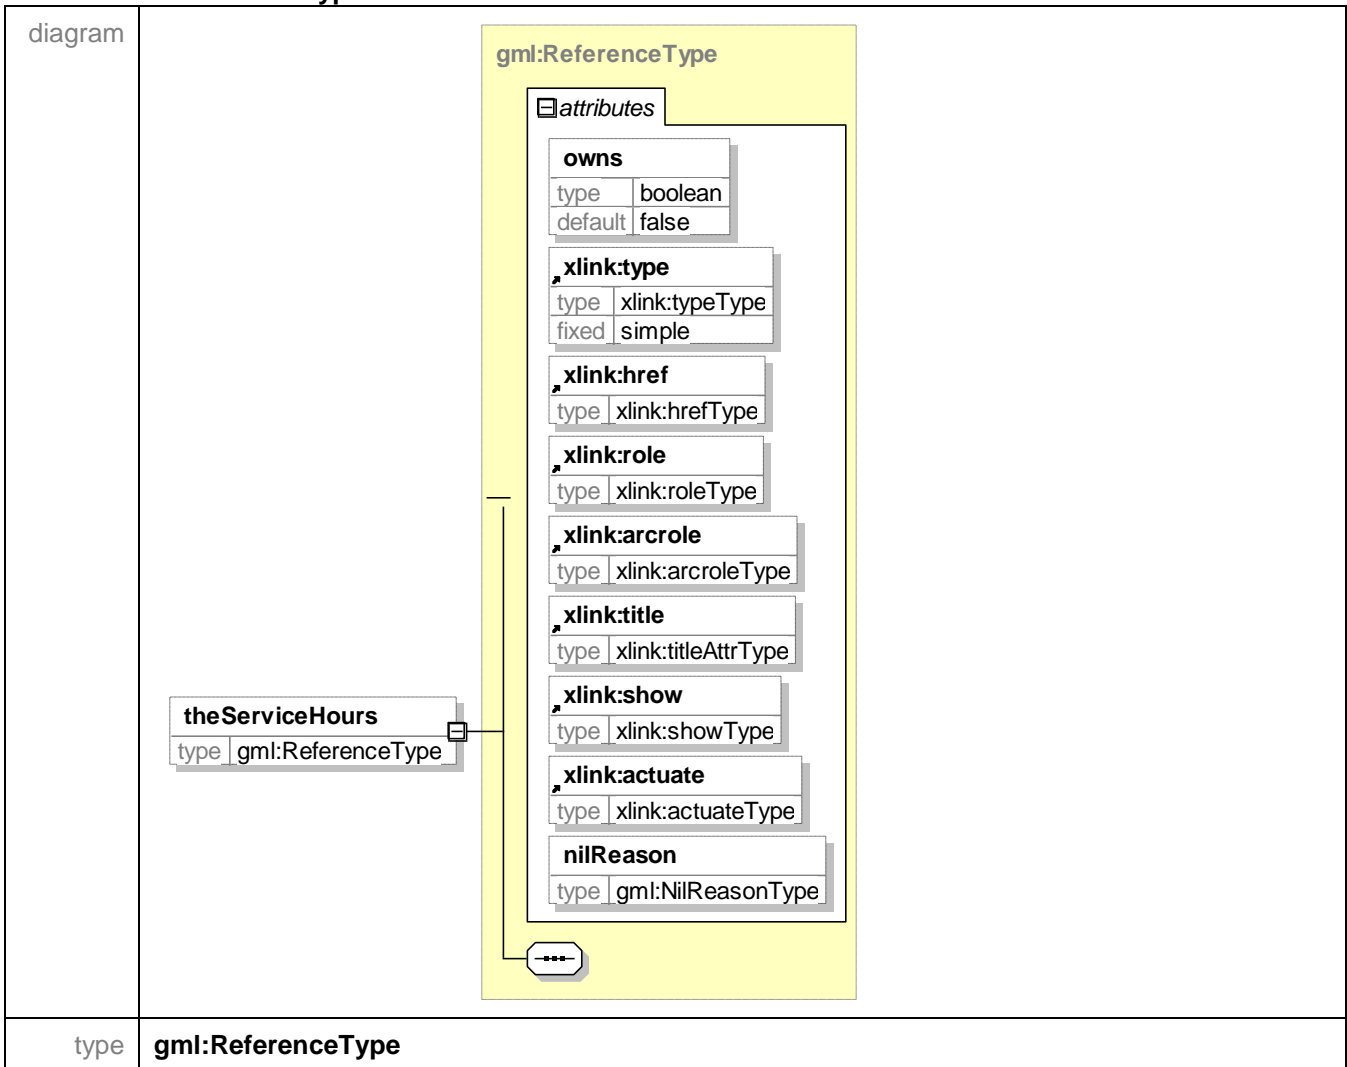 diagram
gml:ReferenceType
attributes
owns
type boolean
default false
xlink:type
type xlink:typeType
fixed simple
xlink:href
type xlink:hrefType
xlink:role
type xlink:roleType
xlink:arcrole
type xlink:arcroleType
xlink:title
type xlink:titleAttrType
xlink:show
type xlink:showType
theServiceHours
type gml:ReferenceType
xlink:actuate
type xlink:actuateType
nilReason
type gml:NilReasonType
type gml:ReferenceType